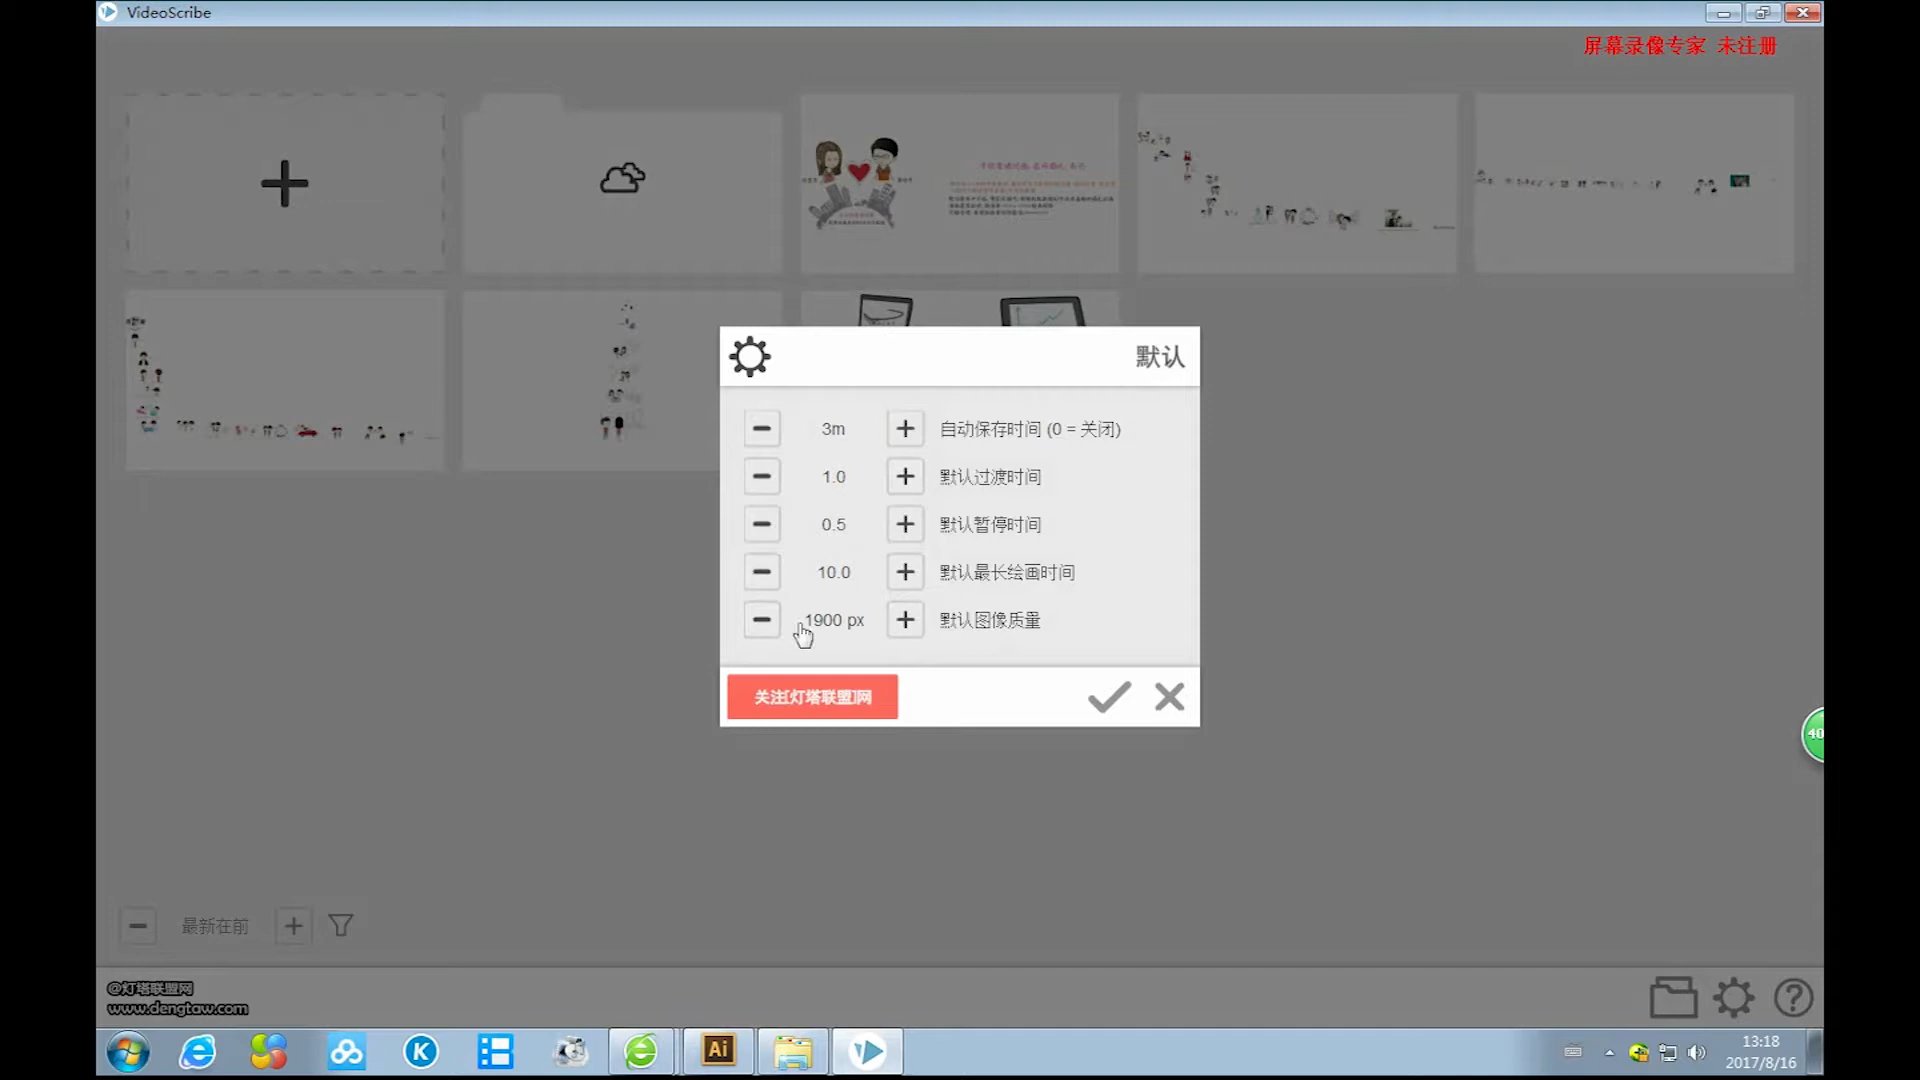 VideoScribe
屏幕录像专家 未注册
默认
3m 自动保存时间 (0 = 关闭)
1.0 默认过渡时间
0.5 默认暂停时间
10.0 默认最长绘画时间
1900 px 默认图像质量
关注[灯塔联盟]网
40
最新在前
@灯塔联盟网
www.dengtaw.com
Ai
K
13:18
2017/8/16